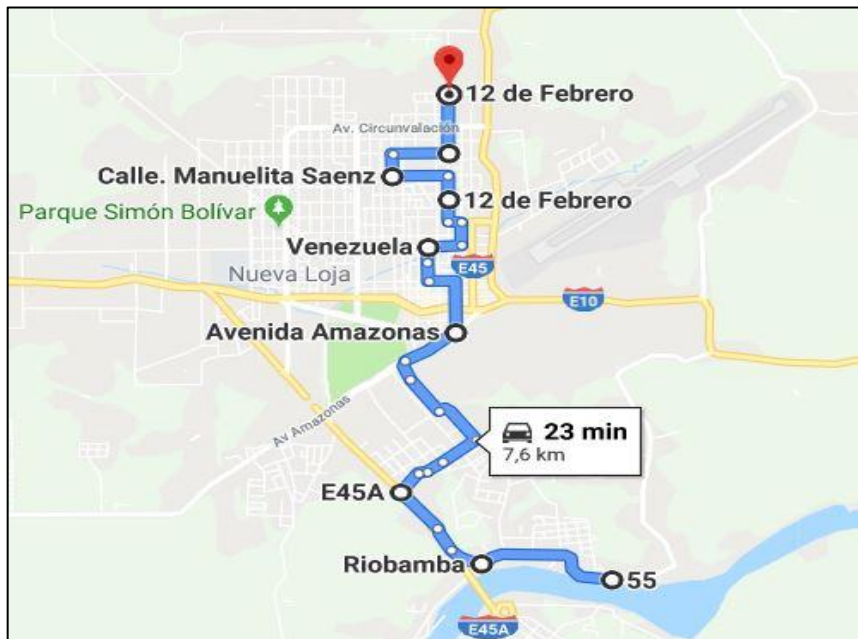 12 de Febrero
Av. Circunvalación
Calle. Manuelita Saenz
12 de Febrero
Parque Simón Bolívar
Venezuela
Nueva Loja
E45
E10
Avenida Amazonas
Av Amazonas
23 min
7,6 km
E45A
Riobamba
55
E45A